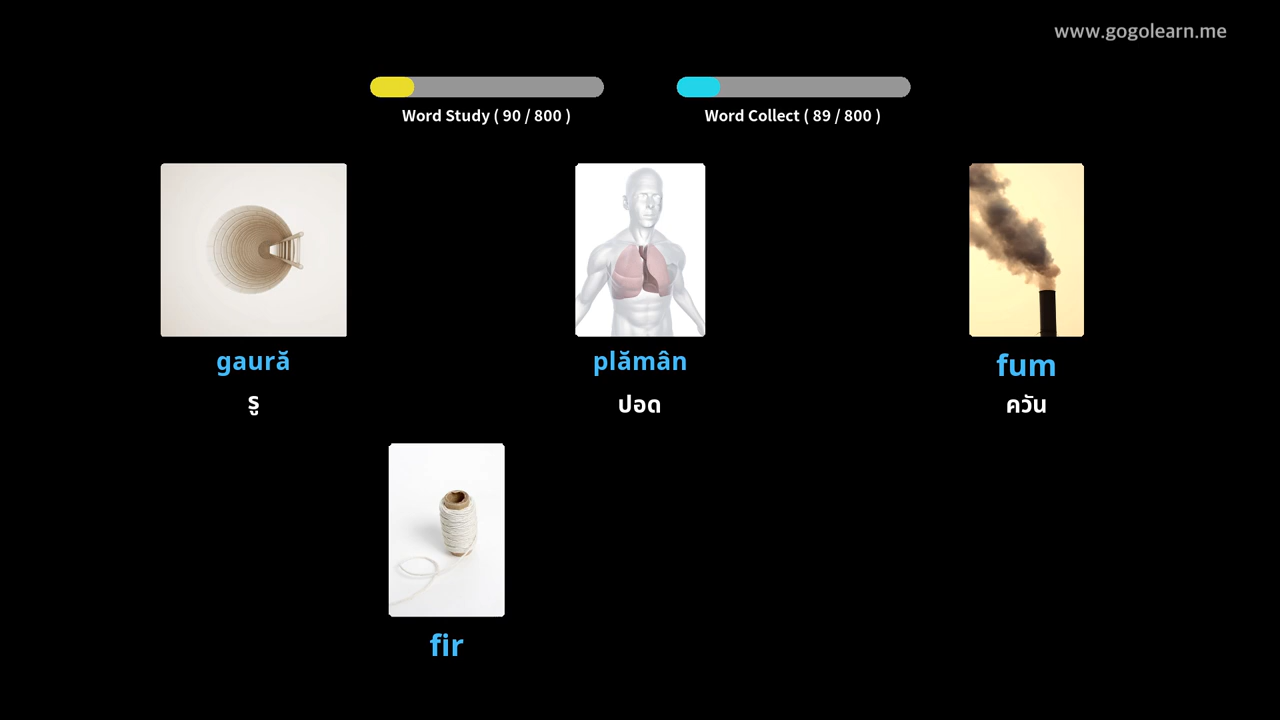 www.gogolearn.me
Word Study ( 90 / 800 )
Word Collect ( 89 / 800 )
gaură
plămân
fum
รู
ปอด
ควัน
fir